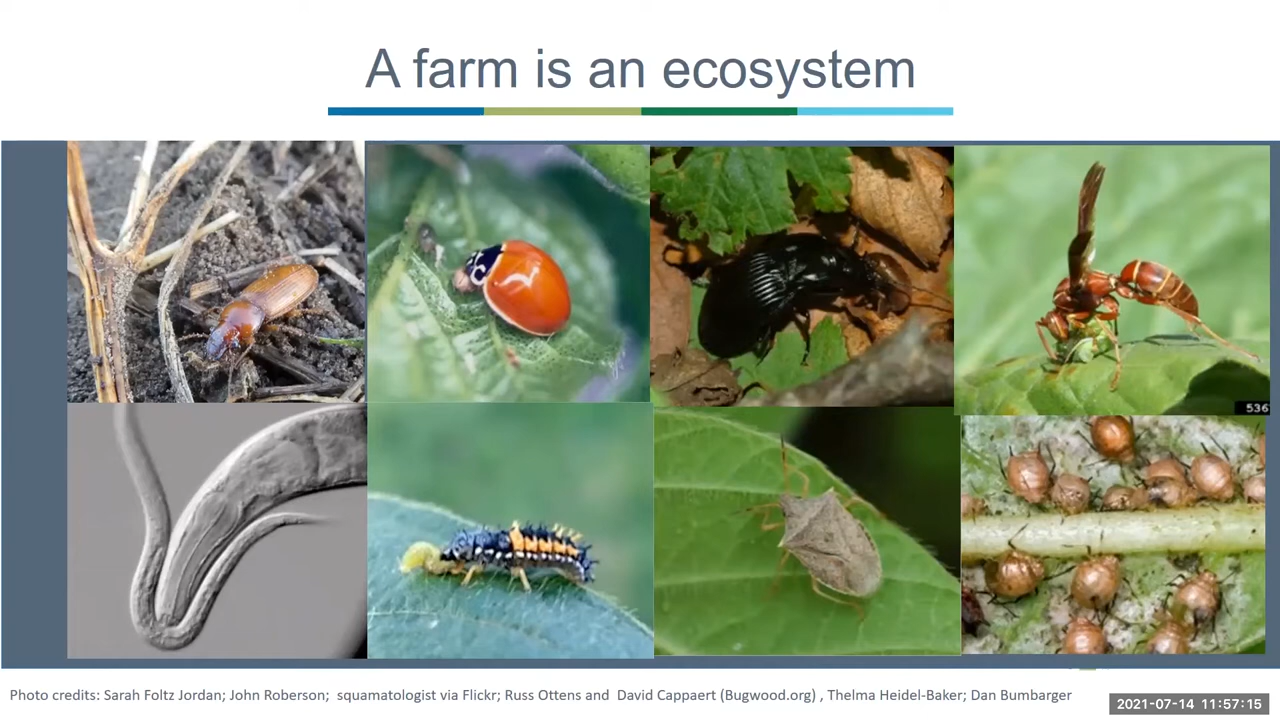 A farm is an ecosystem
536
Photo credits: Sarah Foltz Jordan; John Roberson; squamatologist via Flickr; Russ Ottens and David Cappaert (Bugwood.org) , Thelma Heidel-Baker; Dan Bumbarger
2021-07-14 11:57:15